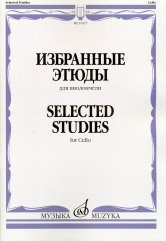 Selected Studies
Cello
ИЗБРАННЫЕ
ЭТЮДЫ
ДЛЯ ВИОЛОНЧЕЛИ
SELECTED
STUDIES
for Cello
МУЗЫКА MUZYKA